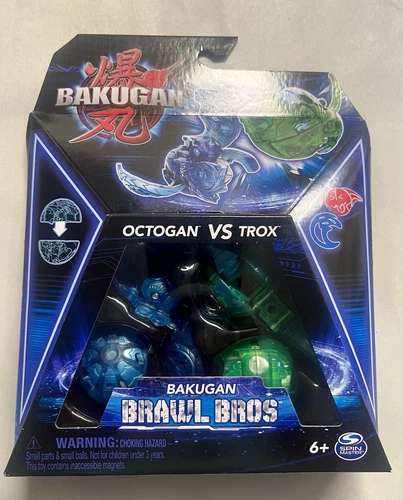 爆
BAKUGAN
丸
OCTOGAN VS TROX
BAKUGAN
BRAWL BROS
WARNING: CHOKING HAZARD
Small parts & small balls. Not for children under 3 years.
This toy contains inaccessible magnets.
6+
SPIN MASTER